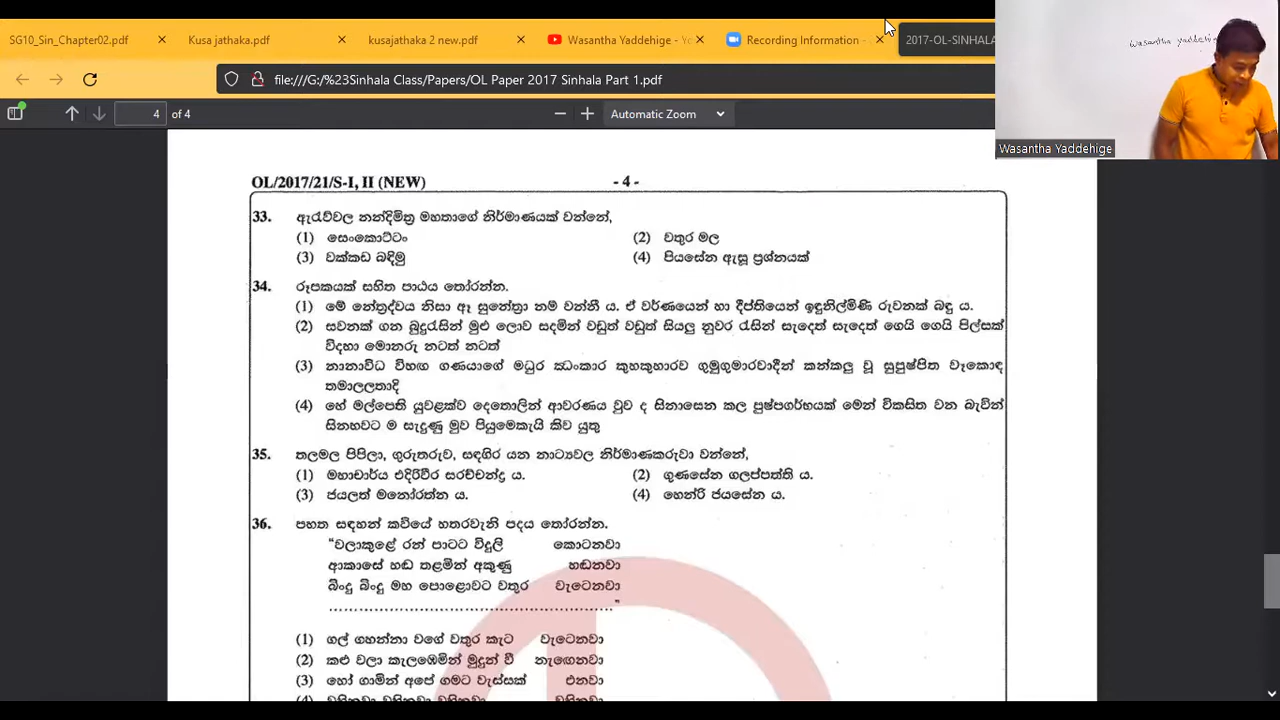 SG10_Sin_Chapter02.pdf
Kusa jathaka.pdf
kusajathaka 2 new.pdf
Wasantha Yaddehige - Yo
Recording Information -
2017-OL-SINHALA
file:///G:/%23Sinhala Class/Papers/OL Paper 2017 Sinhala Part 1.pdf
4 of 4
Automatic Zoom
wasantha yaddehige
Wasantha Yaddehige
OL/2017/21/S-I, II (NEW) - 4 -
33. ඇරැව්වල නන්දිමිත්‍ර මහතාගේ නිර්මාණයක් වන්නේ,
(1) සෙංකොට්ටං (2) වතුර මල
(3) වක්කඩ බඳිමු (4) පියසේන ඇසූ ප්‍රශ්නයක්
34. රූපකයක් සහිත පාඨය තෝරන්න.
(1) මේ නේත්‍රද්වය නිසා ඈ සුනේත්‍රා නම් වන්නී ය. ඒ වර්ණයෙන් හා දීප්තියෙන් ඉඳුනිල්මිණි රුවනක් බඳු ය.
(2) සවනක් ගන බුදුරැසින් මුළු ලොව සදමින් වඩුත් වඩුත් සියලු නුවර රැසින් සැදෙත් සැදෙත් ගෙයි ගෙයි පිල්සක්
විදහා මොනරු නටත් නටත්
(3) නානාවිධ විහඟ ගණයාගේ මධුර ඣංකාර කුහකුහාරව ගුමුගුමාරවාදීන් කන්කලු වූ සුපුෂ්පිත වෑකොඳ
තමාලලතාදි
(4) හේ මල්පෙති යුවළක්ව දෙතොලින් ආවරණය වුව ද සිනාසෙන කල පුෂ්පගර්භයක් මෙන් විකසිත වන බැවින්
සිනහවට ම සැදුණු මුව පියුමෙකැයි කිව යුතු
35. තලමල පිපිලා, ගුරුතරුව, සඳගිර යන නාට්‍යවල නිර්මාණකරුවා වන්නේ,
(1) මහාචාර්ය එදිරිවීර සරච්චන්ද්‍ර ය. (2) ගුණසේන ගලප්පත්ති ය.
(3) ජයලත් මනෝරත්න ය. (4) හෙන්රි ජයසේන ය.
36. පහත සඳහන් කවියේ හතරවැනි පදය තෝරන්න.
“වලාකුළේ රන් පාටට විදුලි කොටනවා
ආකාසේ හඬ තළමින් අකුණු හඬනවා
බිංදු බිංදු මහ පොළොවට වතුර වැටෙනවා
............................................................”
(1) ගල් ගහන්නා වගේ වතුර කැට වැටෙනවා
(2) කළු වලා කැලඹෙමින් මුදුන් වී නැඟෙනවා
(3) හෝ ගාමින් අපේ ගමට වැස්සක් එනවා